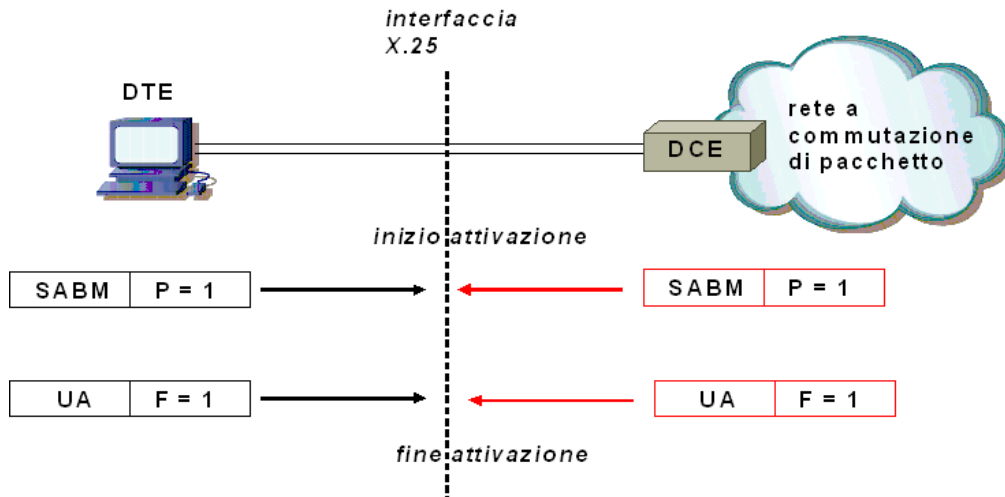 interfaccia
X.25
DTE
DCE
rete a
commutazione
di pacchetto
inizio attivazione
SABM P = 1
SABM P = 1
UA F = 1
UA F = 1
fine attivazione